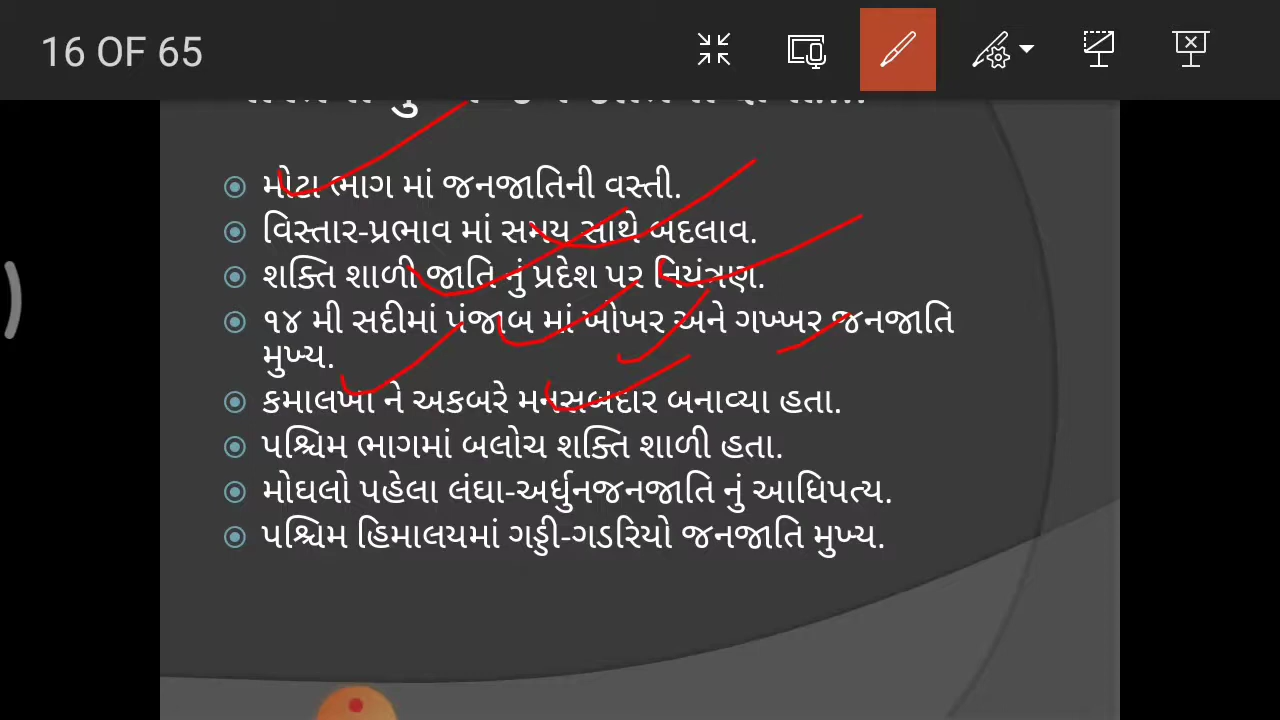 16 OF 65
મોટા ભાગ માં જનજાતિની વસ્તી.
વિસ્તાર-પ્રભાવ માં સમય સાથે બદલાવ.
શક્તિ શાળી જાતિ નું પ્રદેશ પર નિયંત્રણ.
૧૪ મી સદીમાં પંજાબ માં ખોખર અને ગખ્ખર જનજાતિ
મુખ્ય.
કમાલખાં ને અકબરે મનસબદાર બનાવ્યા હતા.
પશ્ચિમ ભાગમાં બલોચ શક્તિ શાળી હતા.
મોઘલો પહેલા લંઘા-અર્ધુનજનજાતિ નું આધિપત્ય.
પશ્ચિમ હિમાલયમાં ગડ્ડી-ગડરિયો જનજાતિ મુખ્ય.